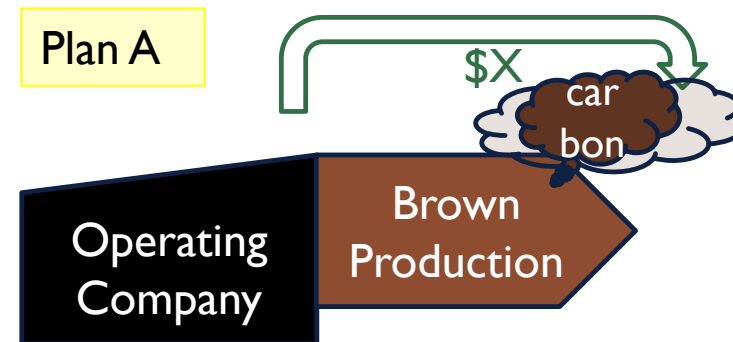 Plan A
$X
car
bon
Operating
Company
Brown
Production